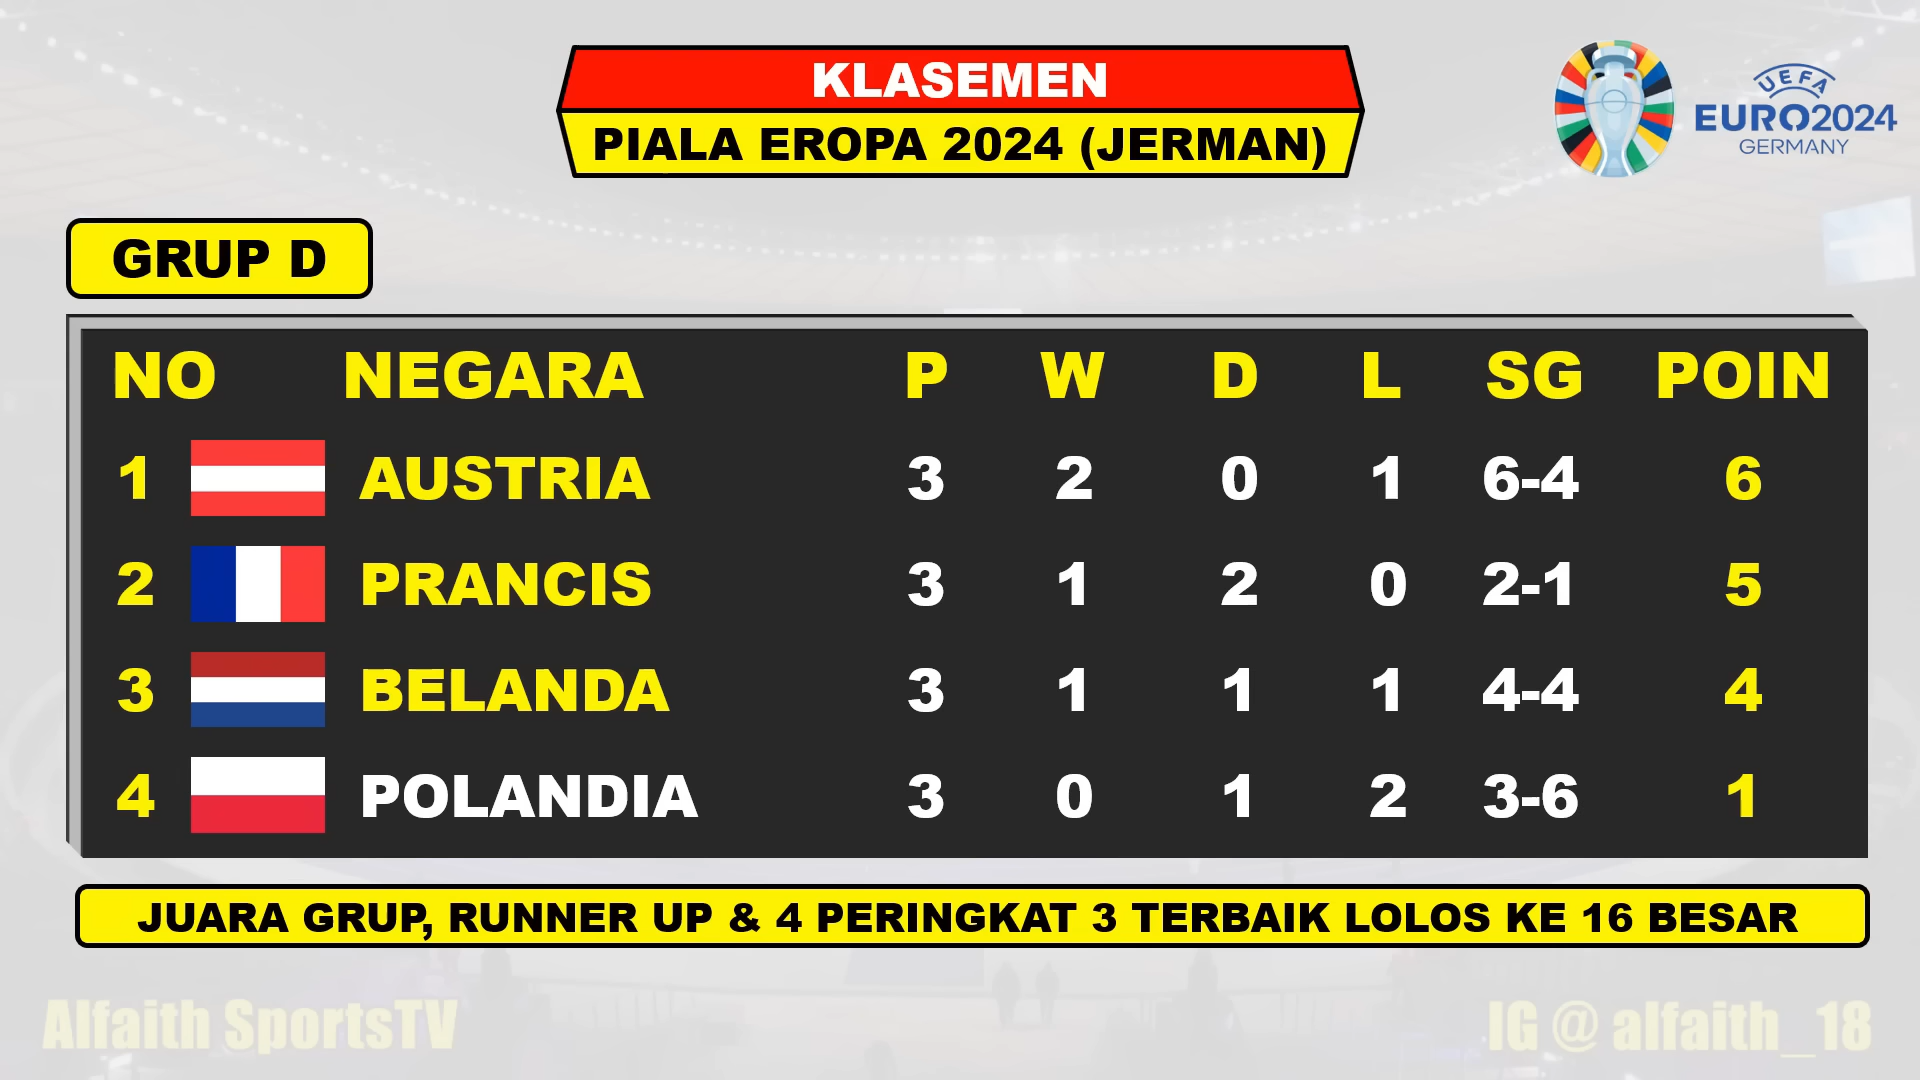 KLASEMEN
PIALA EROPA 2024 (JERMAN)
UEFA
EURO2024
GERMANY
GRUP D
NO NEGARA P W D L SG POIN
1 AUSTRIA 3 2 0 1 6-4 6
2 PRANCIS 3 1 2 0 2-1 5
3 BELANDA 3 1 1 1 4-4 4
4 POLANDIA 3 0 1 2 3-6 1
JUARA GRUP, RUNNER UP & 4 PERINGKAT 3 TERBAIK LOLOS KE 16 BESAR
Alfaith SportsTV
IG @ alfaith_18